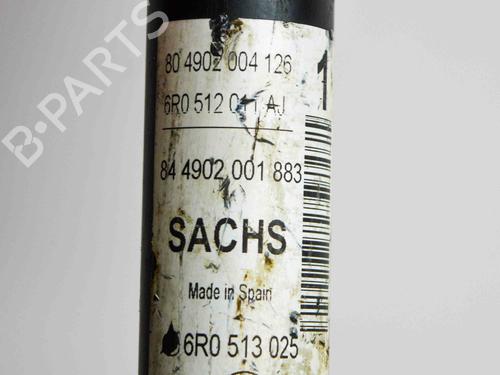 B-PARTS
80 4902 004 126
6R0 512 011 AJ
84 4902 001 883
SACHS
Made in Spain
6R0 513 025
1